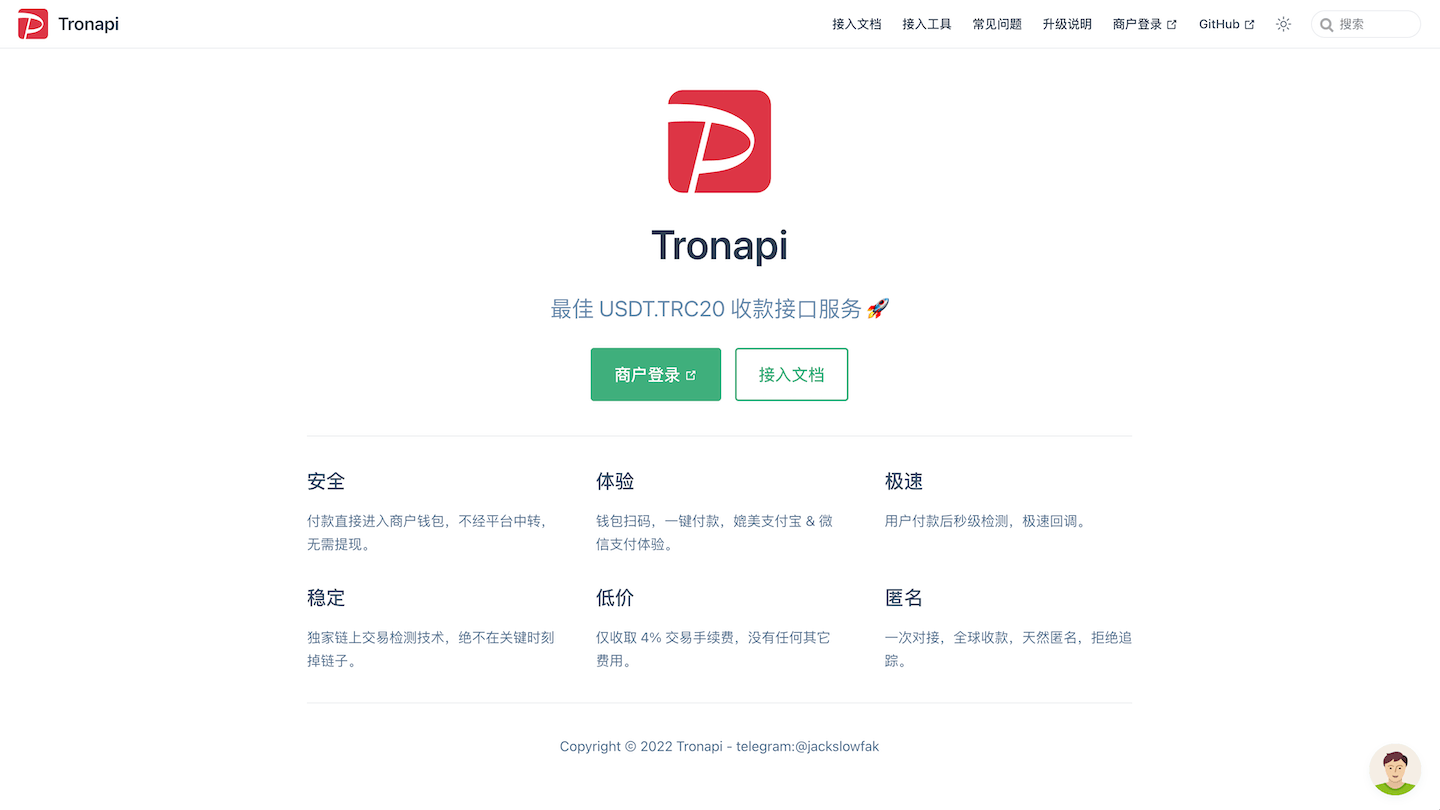 Tronapi
接入文档 接入工具 常见问题 升级说明 商户登录 GitHub 搜索
Tronapi
最佳 USDT.TRC20 收款接口服务 🚀
商户登录 接入文档
安全
付款直接进入商户钱包，不经平台中转，
无需提现。
体验
钱包扫码，一键付款，媲美支付宝 & 微
信支付体验。
极速
用户付款后秒级检测，极速回调。
稳定
独家链上交易检测技术，绝不在关键时刻
掉链子。
低价
仅收取 4% 交易手续费，没有任何其它
费用。
匿名
一次对接，全球收款，天然匿名，拒绝追
踪。
Copyright © 2022 Tronapi - telegram:@jackslowfak